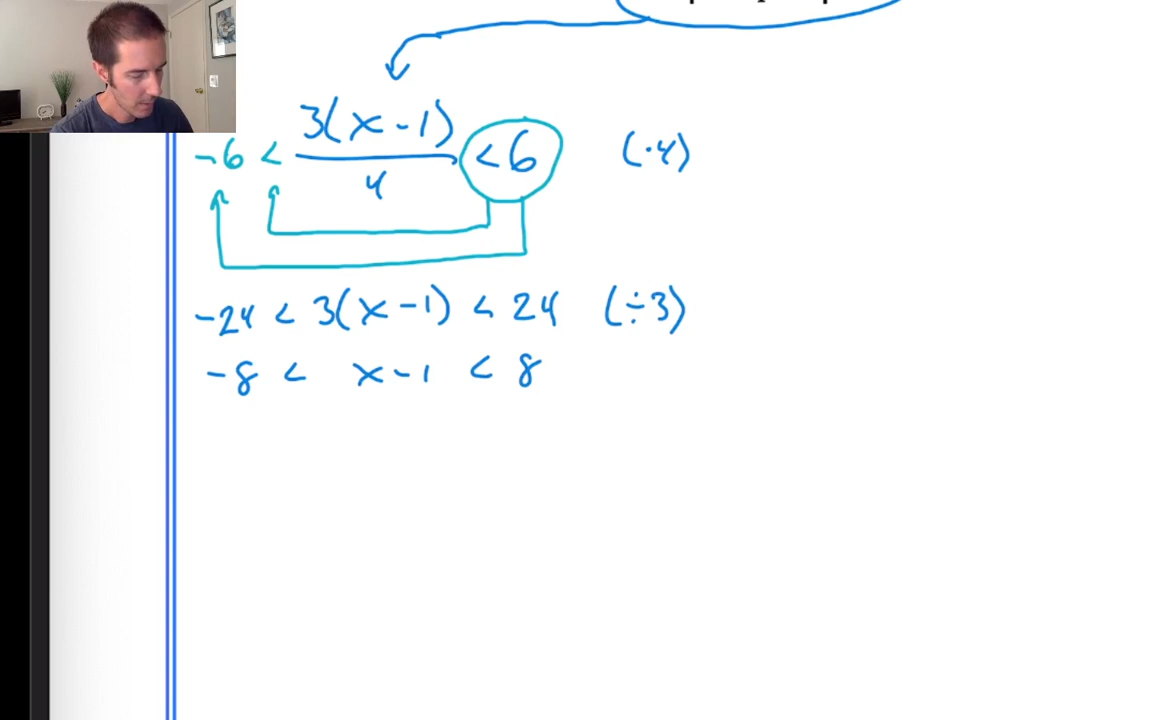 -6 < 3(x-1)/4 < 6 (·4)
-24 < 3(x-1) < 24 (÷3)
-8 < x-1 < 8